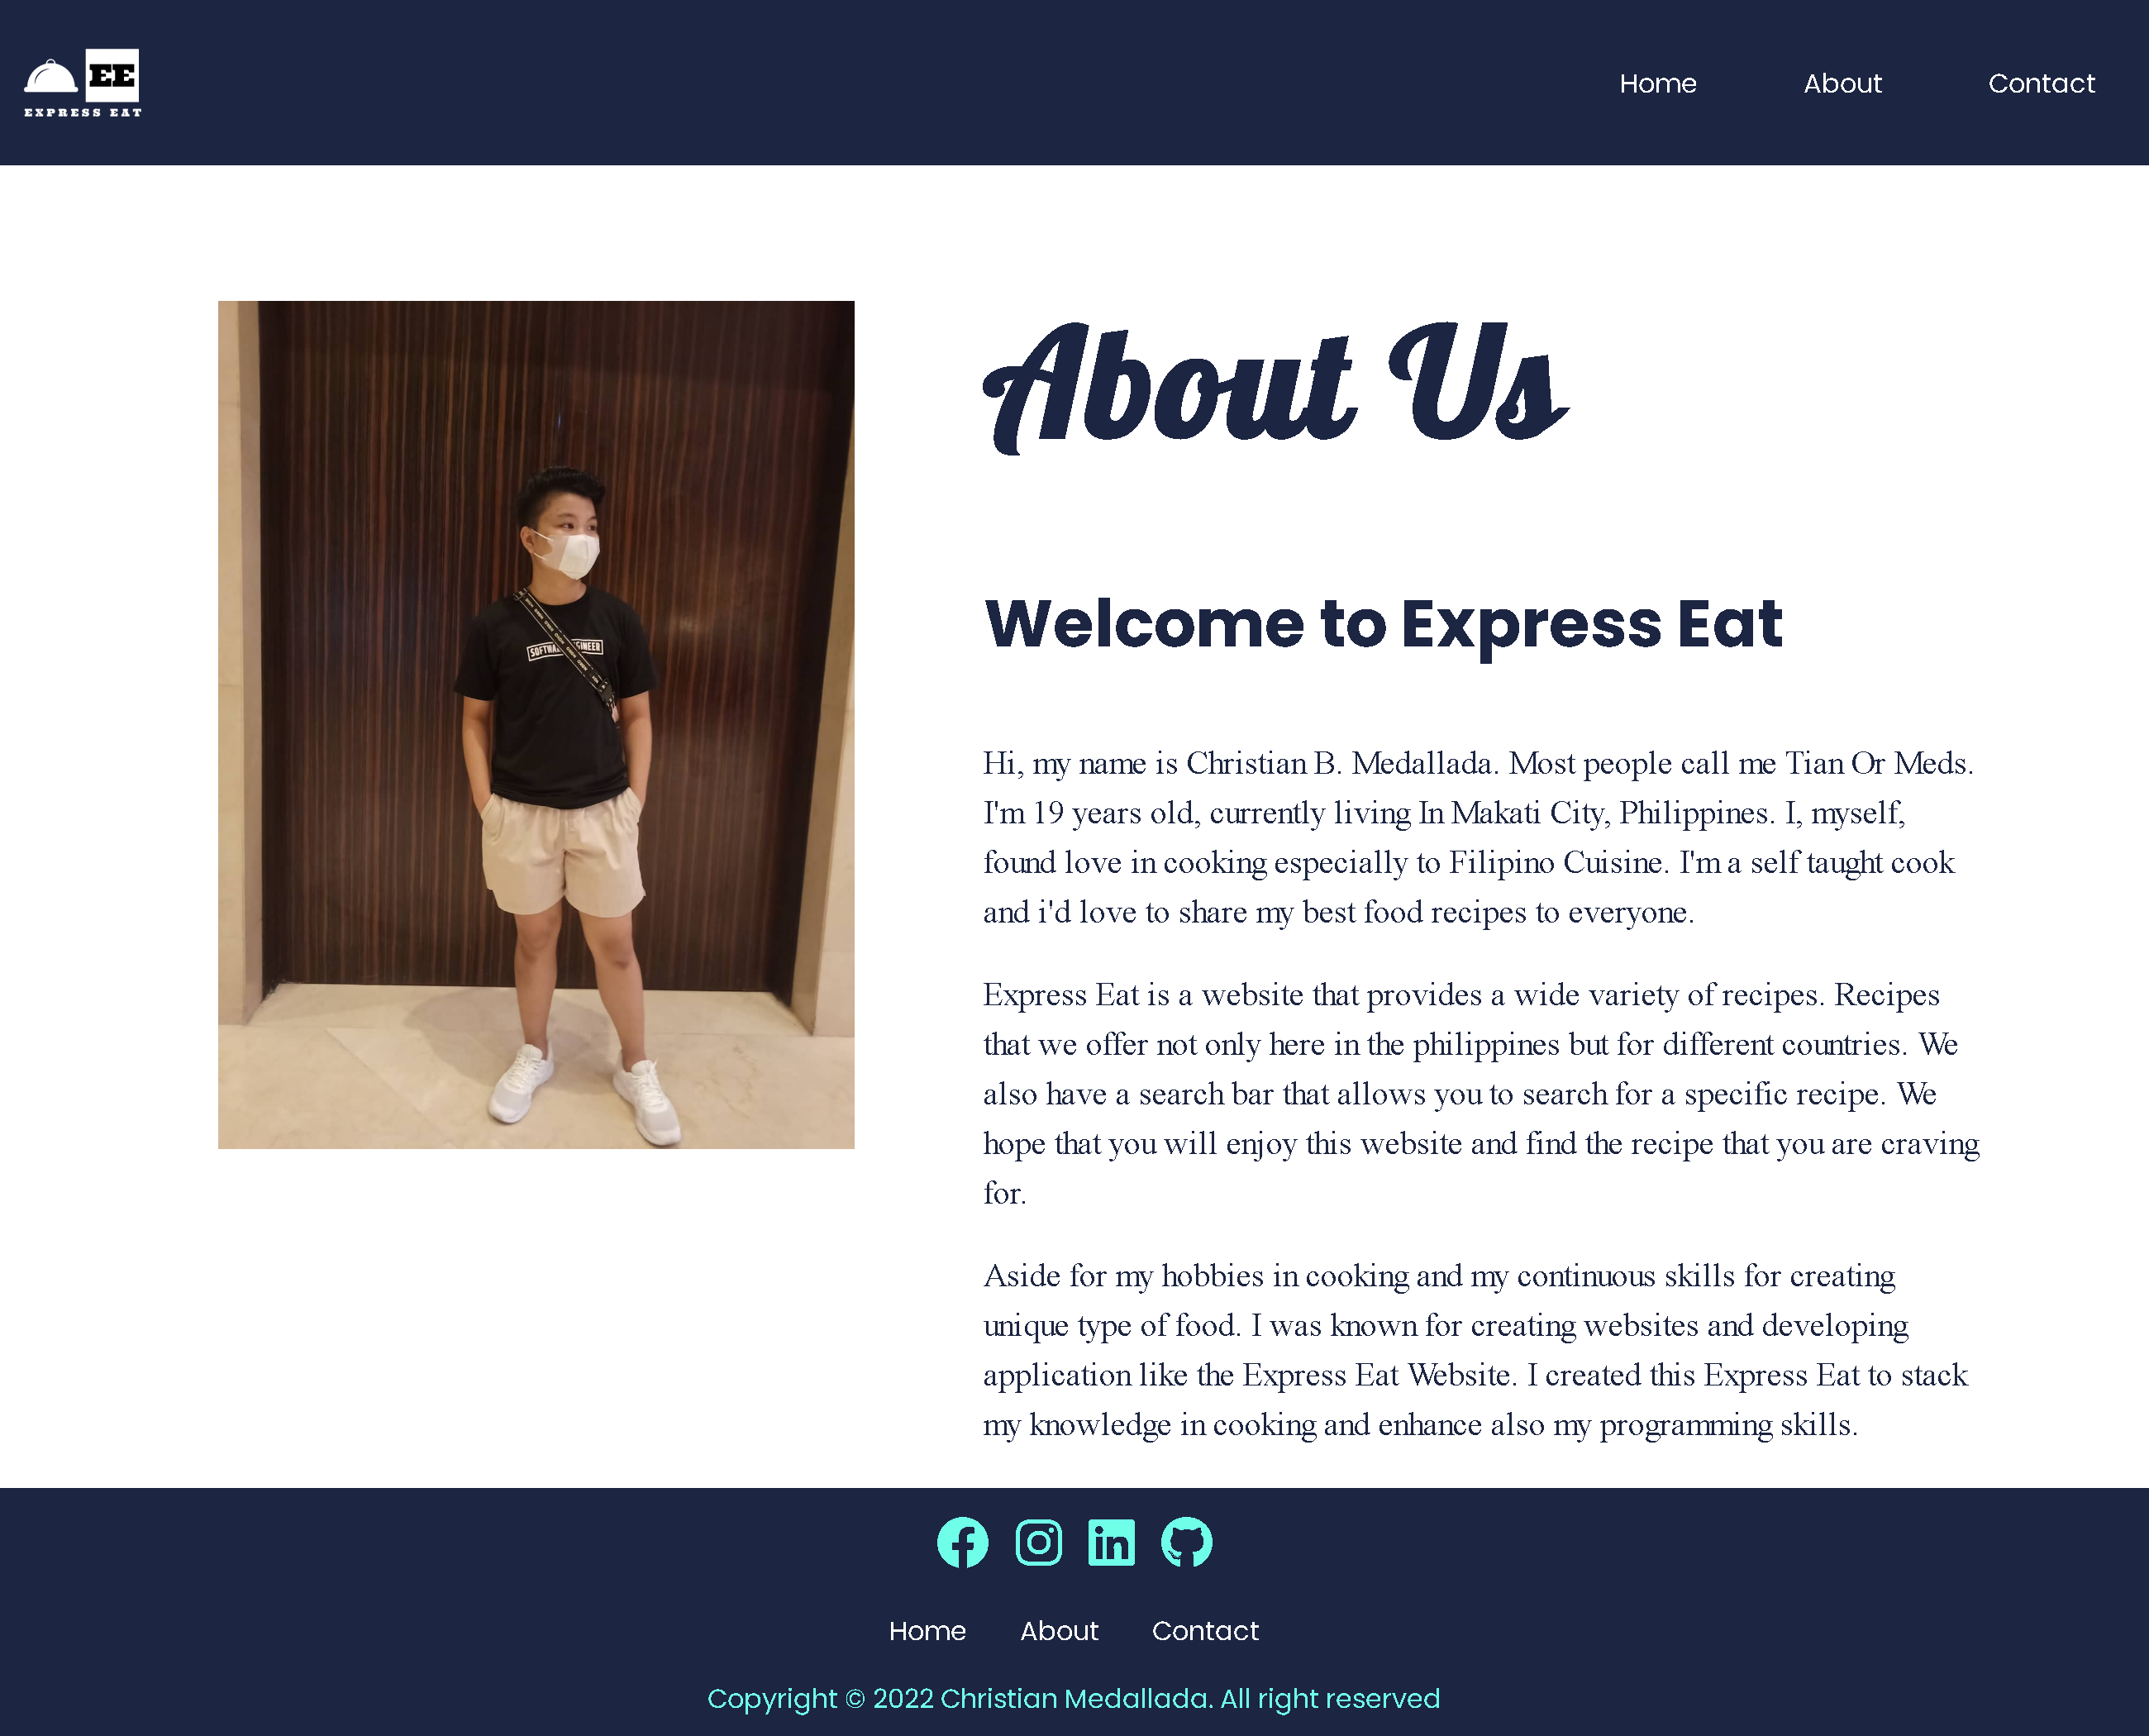 EE
EXPRESS EAT
Home About Contact
About Us
SOFTWA GINEER
Welcome to Express Eat
Hi, my name is Christian B. Medallada. Most people call me Tian Or Meds.
I'm 19 years old, currently living In Makati City, Philippines. I, myself,
found love in cooking especially to Filipino Cuisine. I'm a self taught cook
and i'd love to share my best food recipes to everyone.
Express Eat is a website that provides a wide variety of recipes. Recipes
that we offer not only here in the philippines but for different countries. We
also have a search bar that allows you to search for a specific recipe. We
hope that you will enjoy this website and find the recipe that you are craving
for.
Aside for my hobbies in cooking and my continuous skills for creating
unique type of food. I was known for creating websites and developing
application like the Express Eat Website. I created this Express Eat to stack
my knowledge in cooking and enhance also my programming skills.
Home About Contact
Copyright © 2022 Christian Medallada. All right reserved